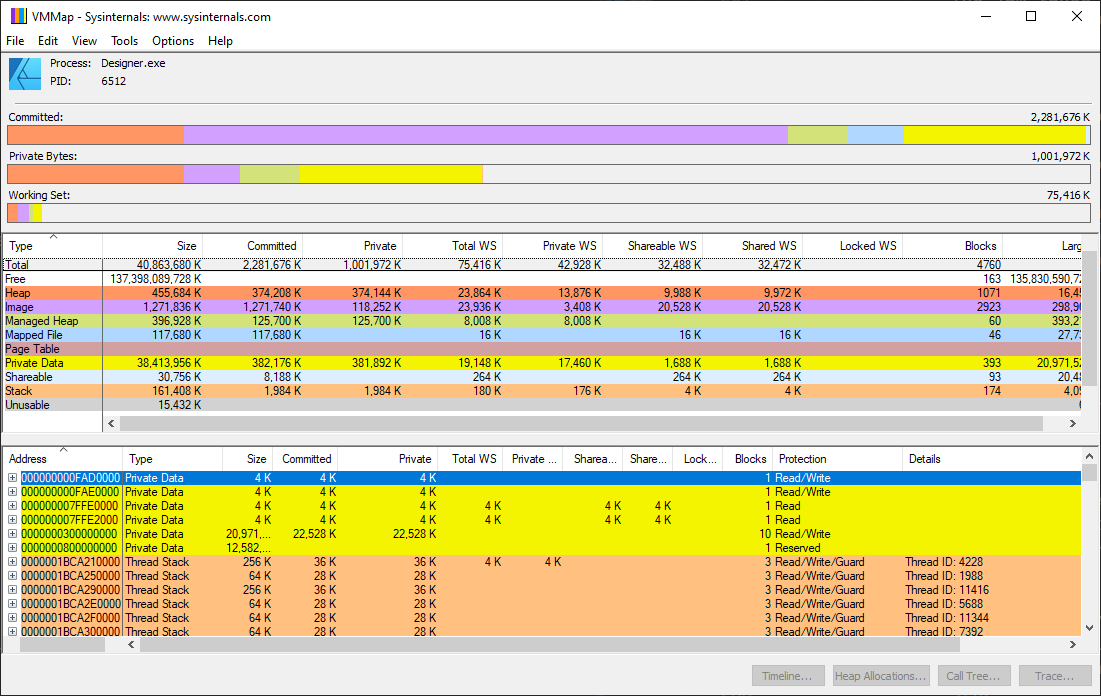 VMMap - Sysinternals: www.sysinternals.com
File Edit View Tools Options Help
Process: Designer.exe
PID: 6512
Committed: 2,281,676 K
Private Bytes: 1,001,972 K
Working Set: 75,416 K
Type Size Committed Private Total WS Private WS Shareable WS Shared WS Locked WS Blocks Larg
Total 40,863,680 K 2,281,676 K 1,001,972 K 75,416 K 42,928 K 32,488 K 32,472 K 4760
Free 137,398,089,728 K 163 135,830,590,7
Heap 455,684 K 374,208 K 374,144 K 23,864 K 13,876 K 9,988 K 9,972 K 1071 16,4
Image 1,271,836 K 1,271,740 K 118,252 K 23,936 K 3,408 K 20,528 K 20,528 K 2923 298,9
Managed Heap 396,928 K 125,700 K 125,700 K 8,008 K 8,008 K 60 393,2
Mapped File 117,680 K 117,680 K 16 K 16 K 16 K 46 27,7
Page Table
Private Data 38,413,956 K 382,176 K 381,892 K 19,148 K 17,460 K 1,688 K 1,688 K 393 20,971,5
Shareable 30,756 K 8,188 K 264 K 264 K 264 K 93 20,4
Stack 161,408 K 1,984 K 1,984 K 180 K 176 K 4 K 4 K 174 4,0
Unusable 15,432 K
Address Type Size Committed Private Total WS Private ... Sharea... Share... Lock... Blocks Protection Details
000000000FAD0000 Private Data 4 K 4 K 4 K 1 Read/Write
000000000FAE0000 Private Data 4 K 4 K 4 K 1 Read/Write
000000007FFE0000 Private Data 4 K 4 K 4 K 4 K 4 K 4 K 1 Read
000000007FFE2000 Private Data 4 K 4 K 4 K 4 K 4 K 4 K 1 Read
0000000300000000 Private Data 20,971,... 22,528 K 22,528 K 10 Read/Write
0000000800000000 Private Data 12,582,... 1 Reserved
0000001BCA210000 Thread Stack 256 K 36 K 36 K 4 K 4 K 3 Read/Write/Guard Thread ID: 4228
0000001BCA250000 Thread Stack 64 K 28 K 28 K 3 Read/Write/Guard Thread ID: 1988
0000001BCA290000 Thread Stack 256 K 36 K 36 K 3 Read/Write/Guard Thread ID: 11416
0000001BCA2E0000 Thread Stack 64 K 28 K 28 K 3 Read/Write/Guard Thread ID: 5688
0000001BCA2F0000 Thread Stack 64 K 28 K 28 K 3 Read/Write/Guard Thread ID: 11344
0000001BCA300000 Thread Stack 64 K 28 K 28 K 3 Read/Write/Guard Thread ID: 7392
Timeline... Heap Allocations... Call Tree... Trace...